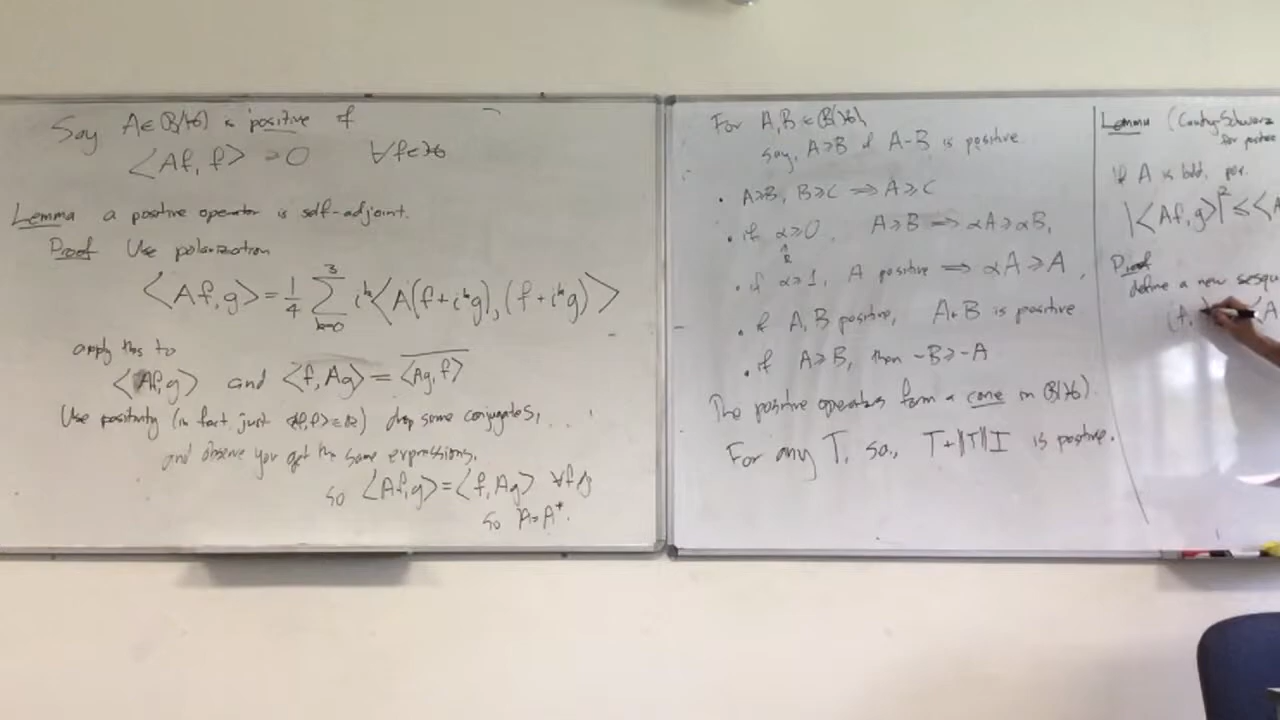 Say A∈B(ℋ) is positive if
⟨Af, f⟩ ≥0 ∀f∈ℋ
Lemma a positive operator is self-adjoint.
Proof Use polarization
⟨Af,g⟩ = 1/4 ∑_{k=0}^{3} i^k⟨A(f+i^k g), (f+i^k g)⟩
apply this to
⟨Af,g⟩ and ⟨f,Ag⟩ = \overline{⟨Ag,f⟩}
Use positivity (in fact, just ⟨Af,f⟩∈ℝ) drop some conjugates,
and observe you get the same expressions.
so ⟨Af,g⟩ = ⟨f,Ag⟩ ∀f,g
so A=A*.
For A,B∈B(ℋ),
say, A≥B if A-B is positive
• A≥B, B≥C ⟹ A≥C
• if α≥0, A≥B ⟹ αA≥αB,
ℝ
• if α≥1, A positive ⟹ αA≥A,
• if A,B positive, A+B is positive
• if A≥B, then -B≥-A
The positive operators form a cone in B(ℋ).
For any T, s.a., T+‖T‖I is positive.
Lemma (Cauchy-Schwarz
for positive
if A is bdd, pos.
|⟨Af,g⟩|² ≤ ⟨A
Proof
define a new sesqu
(f, ⟨A